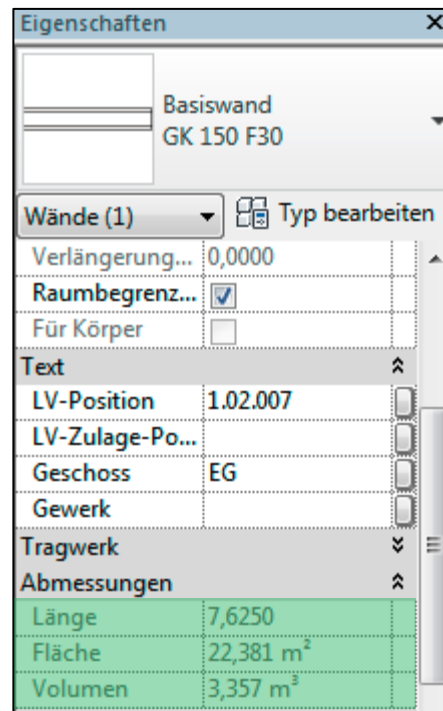 Eigenschaften
Basiswand
GK 150 F30
Wände (1) Typ bearbeiten
Verlängerung... 0,0000
Raumbegrenz...
Für Körper
Text
LV-Position 1.02.007
LV-Zulage-Po...
Geschoss EG
Gewerk
Tragwerk
Abmessungen
Länge 7,6250
Fläche 22,381 m²
Volumen 3,357 m³